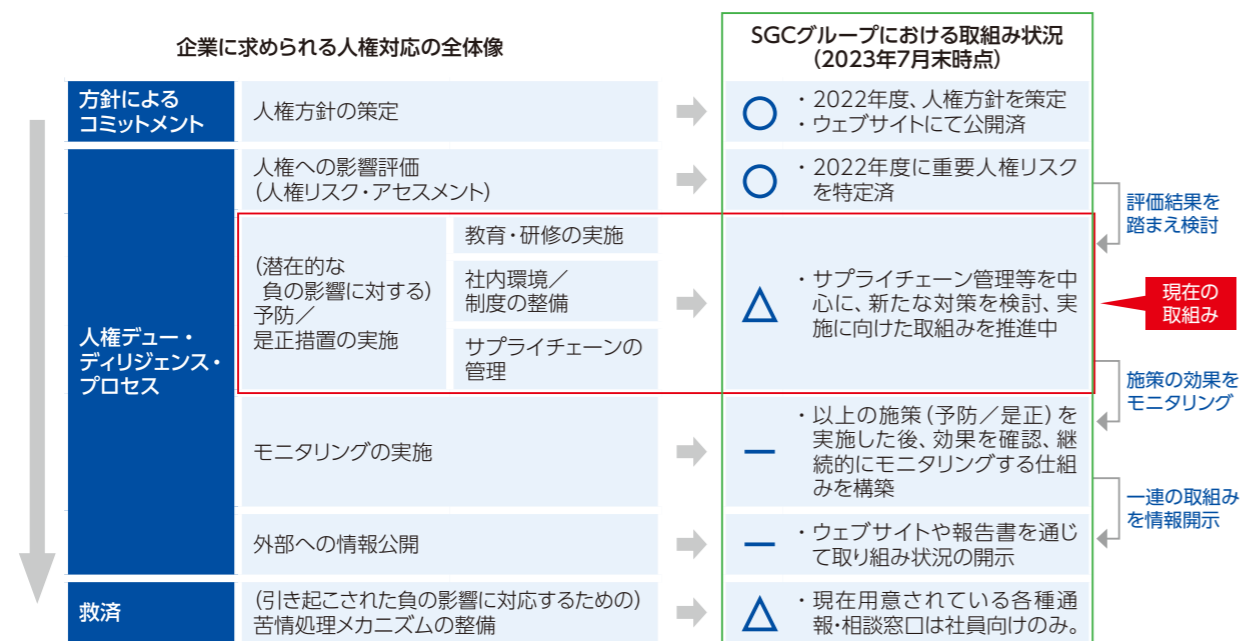 企業に求められる人権対応の全体像
SGCグループにおける取組み状況
(2023年7月末時点)
方針による
コミットメント
人権方針の策定
○
・2022年度、人権方針を策定
・ウェブサイトにて公開済
人権デュー・
ディリジェンス・
プロセス
人権への影響評価
(人権リスク・アセスメント)
○
・2022年度に重要人権リスク
を特定済
評価結果を
踏まえ検討
(潜在的な
負の影響に対する)
予防/
是正措置の実施
教育・研修の実施
社内環境/
制度の整備
サプライチェーンの
管理
△
・サプライチェーン管理等を中
心に、新たな対策を検討、実
施に向けた取組みを推進中
現在の
取組み
施策の効果を
モニタリング
モニタリングの実施
ー
・以上の施策(予防/是正)を
実施した後、効果を確認、継
続的にモニタリングする仕組
みを構築
一連の取組み
を情報開示
外部への情報公開
ー
・ウェブサイトや報告書を通じ
て取り組み状況の開示
救済
(引き起こされた負の影響に対応するための)
苦情処理メカニズムの整備
△
・現在用意されている各種通
報・相談窓口は社員向けのみ。